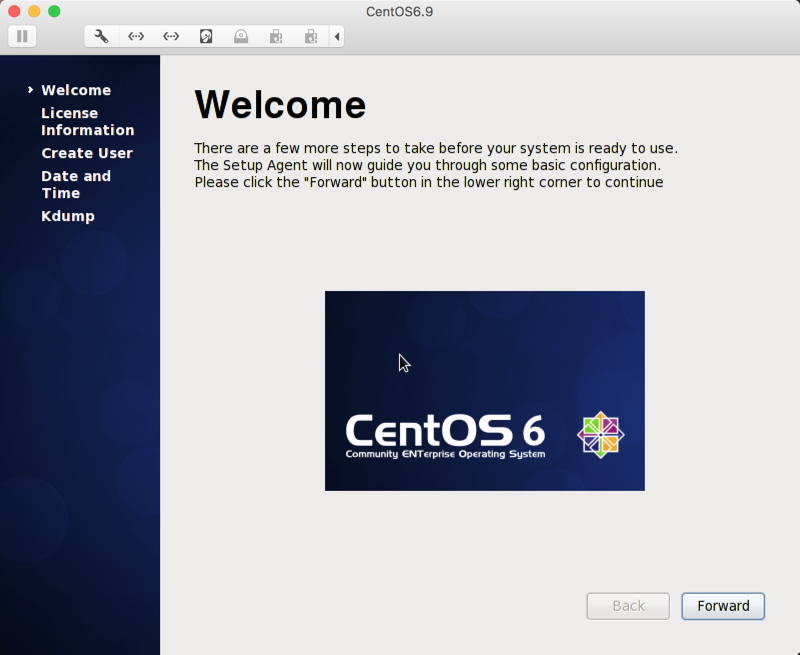 CentOS6.9
Welcome
License
Information
Create User
Date and
Time
Kdump
Welcome
There are a few more steps to take before your system is ready to use.
The Setup Agent will now guide you through some basic configuration.
Please click the "Forward" button in the lower right corner to continue
CentOS 6
Community ENTerprise Operating System
Back
Forward